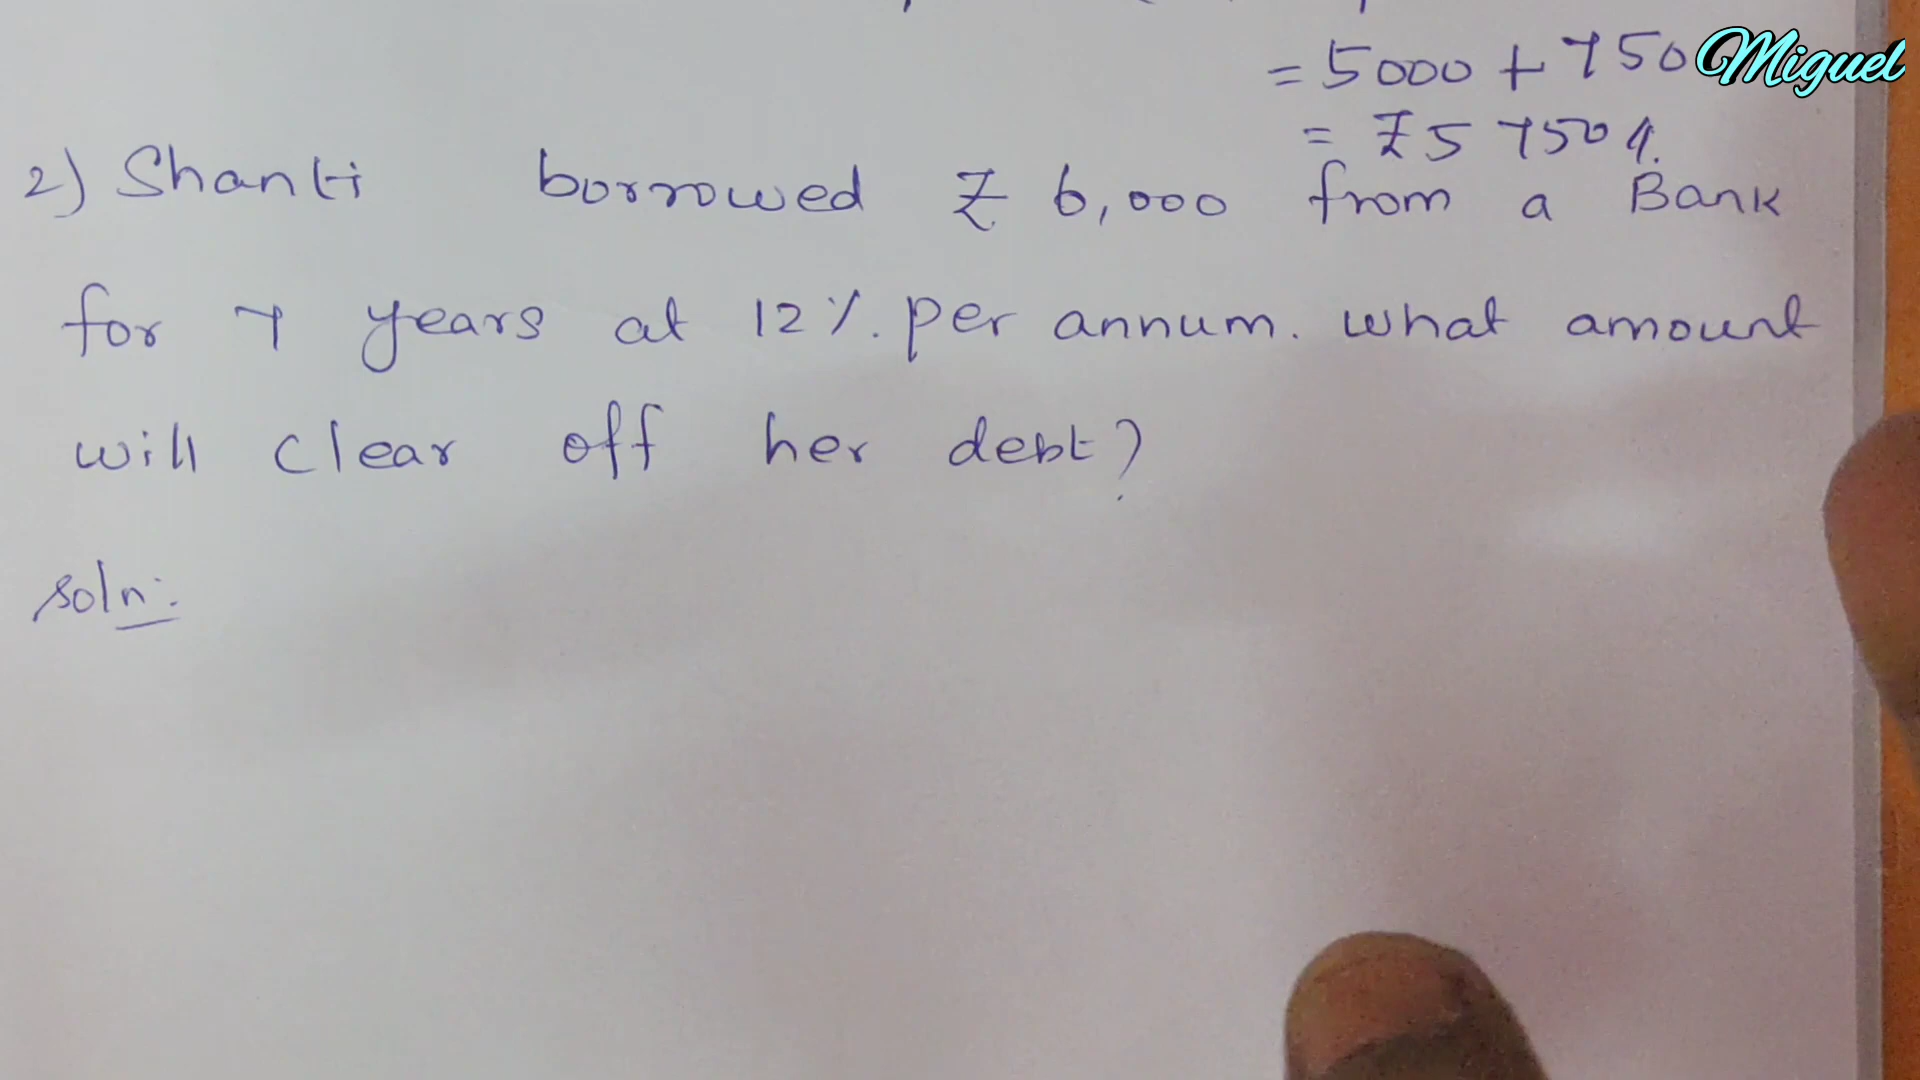 = 5000 + 750
Miguel
= ₹5750/.
2) Shanti borrowed ₹ 6,000 from a Bank
for 7 years at 12%. per annum. what amount
will clear off her debt?
soln: